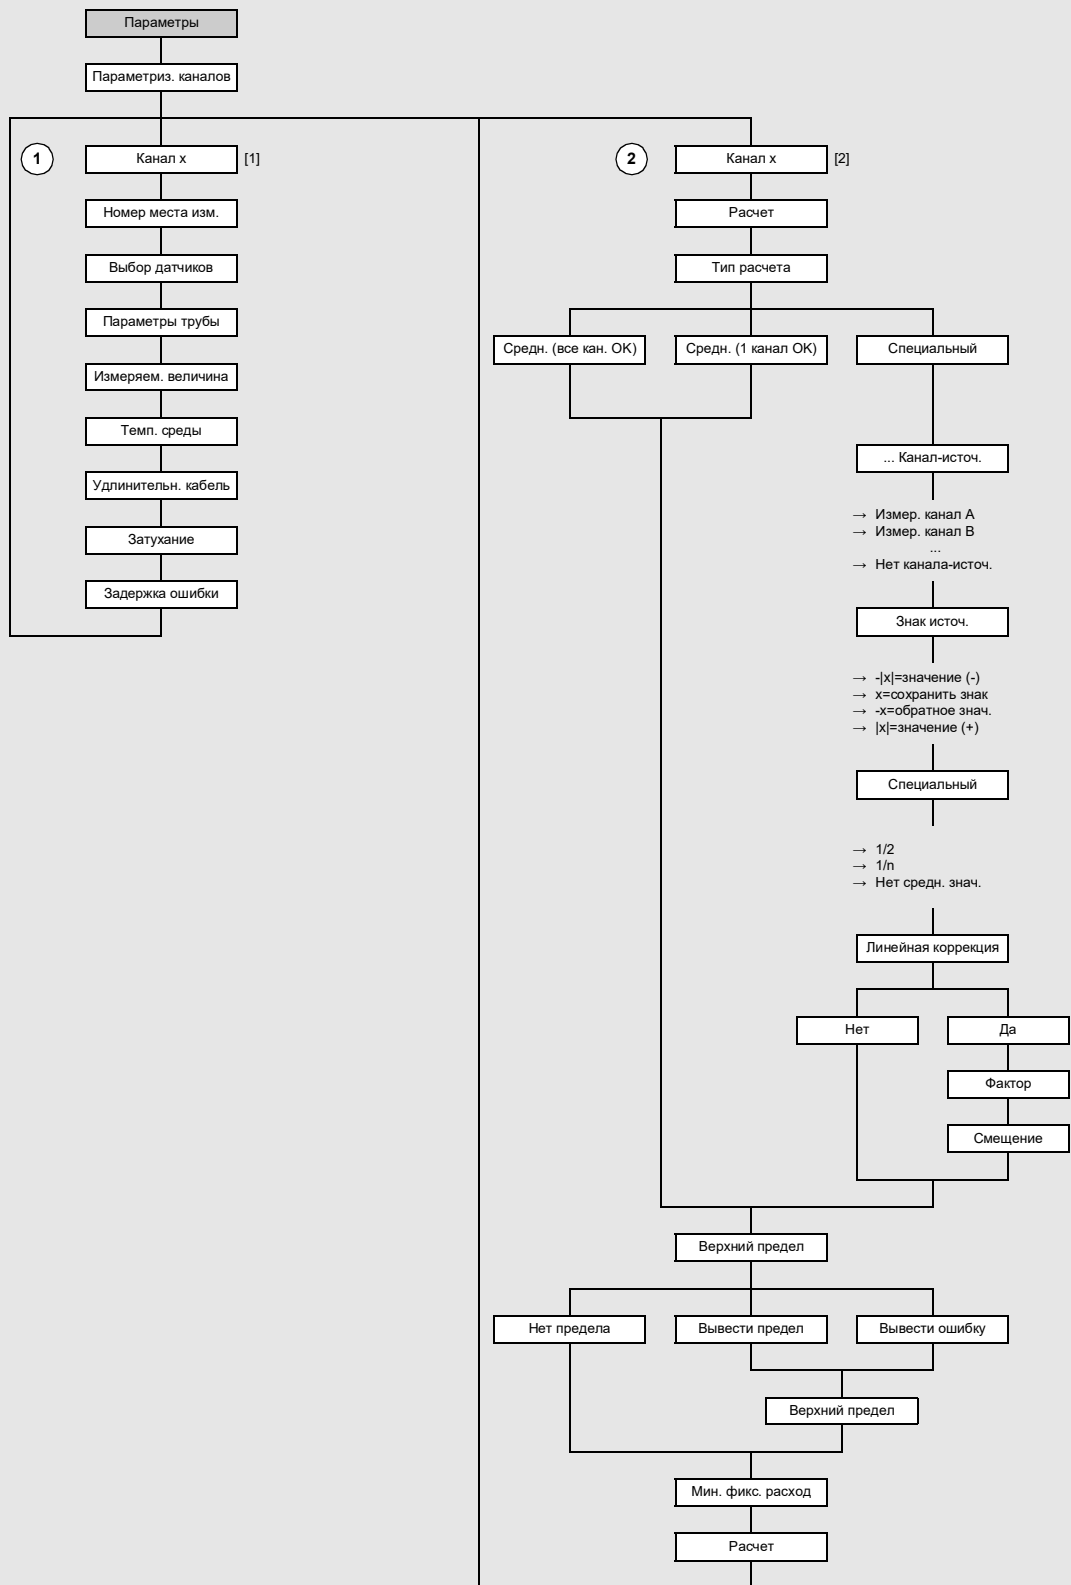 Параметры
Параметриз. каналов
1
Канал x
[1]
Номер места изм.
Выбор датчиков
Параметры трубы
Измеряем. величина
Темп. среды
Удлинительн. кабель
Затухание
Задержка ошибки
2
Канал x
[2]
Расчет
Тип расчета
Средн. (все кан. OK)
Средн. (1 канал OK)
Специальный
... Канал-источ.
→ Измер. канал A
→ Измер. канал B
...
→ Нет канала-источ.
Знак источ.
→ -|x|=значение (-)
→ x=сохранить знак
→ -x=обратное знач.
→ |x|=значение (+)
Специальный
→ 1/2
→ 1/n
→ Нет средн. знач.
Линейная коррекция
Нет
Да
Фактор
Смещение
Верхний предел
Нет предела
Вывести предел
Вывести ошибку
Верхний предел
Мин. фикс. расход
Расчет